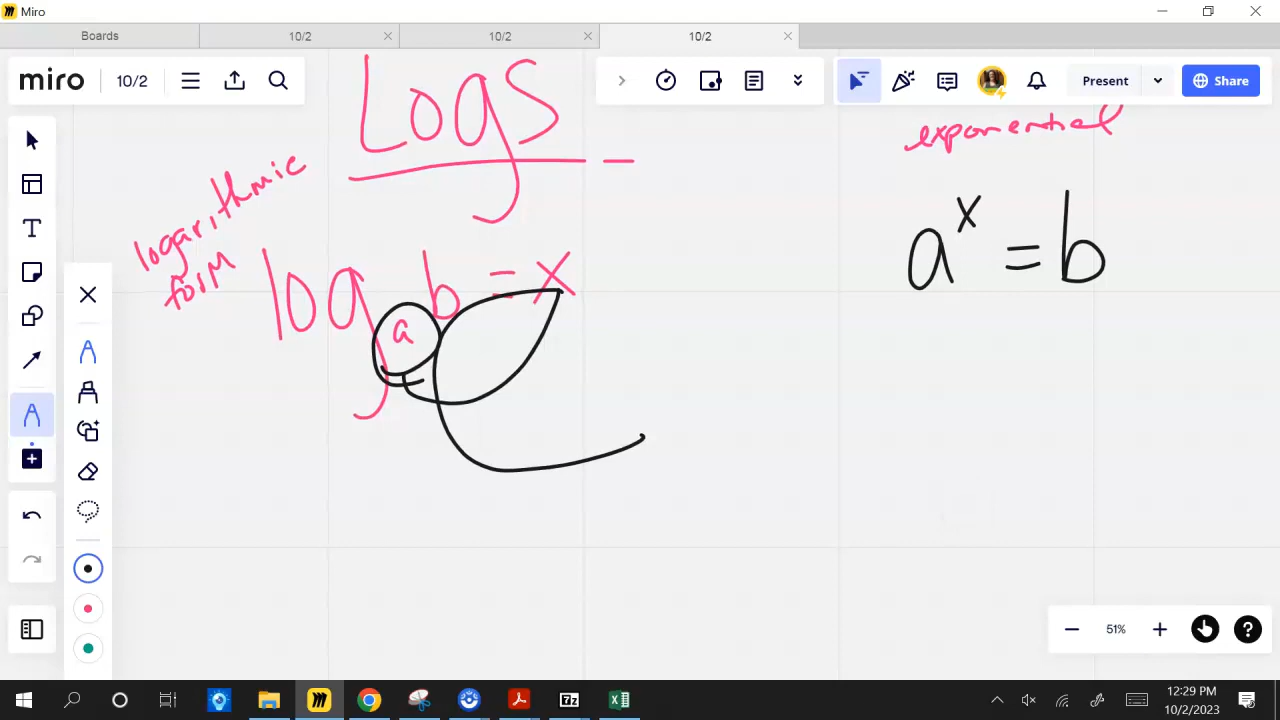 Miro
Boards
10/2
10/2
10/2
miro 10/2
Present
Share
Logs
exponential
logarithmic
form
log_a b = x
a^x = b
51%
12:29 PM
10/2/2023